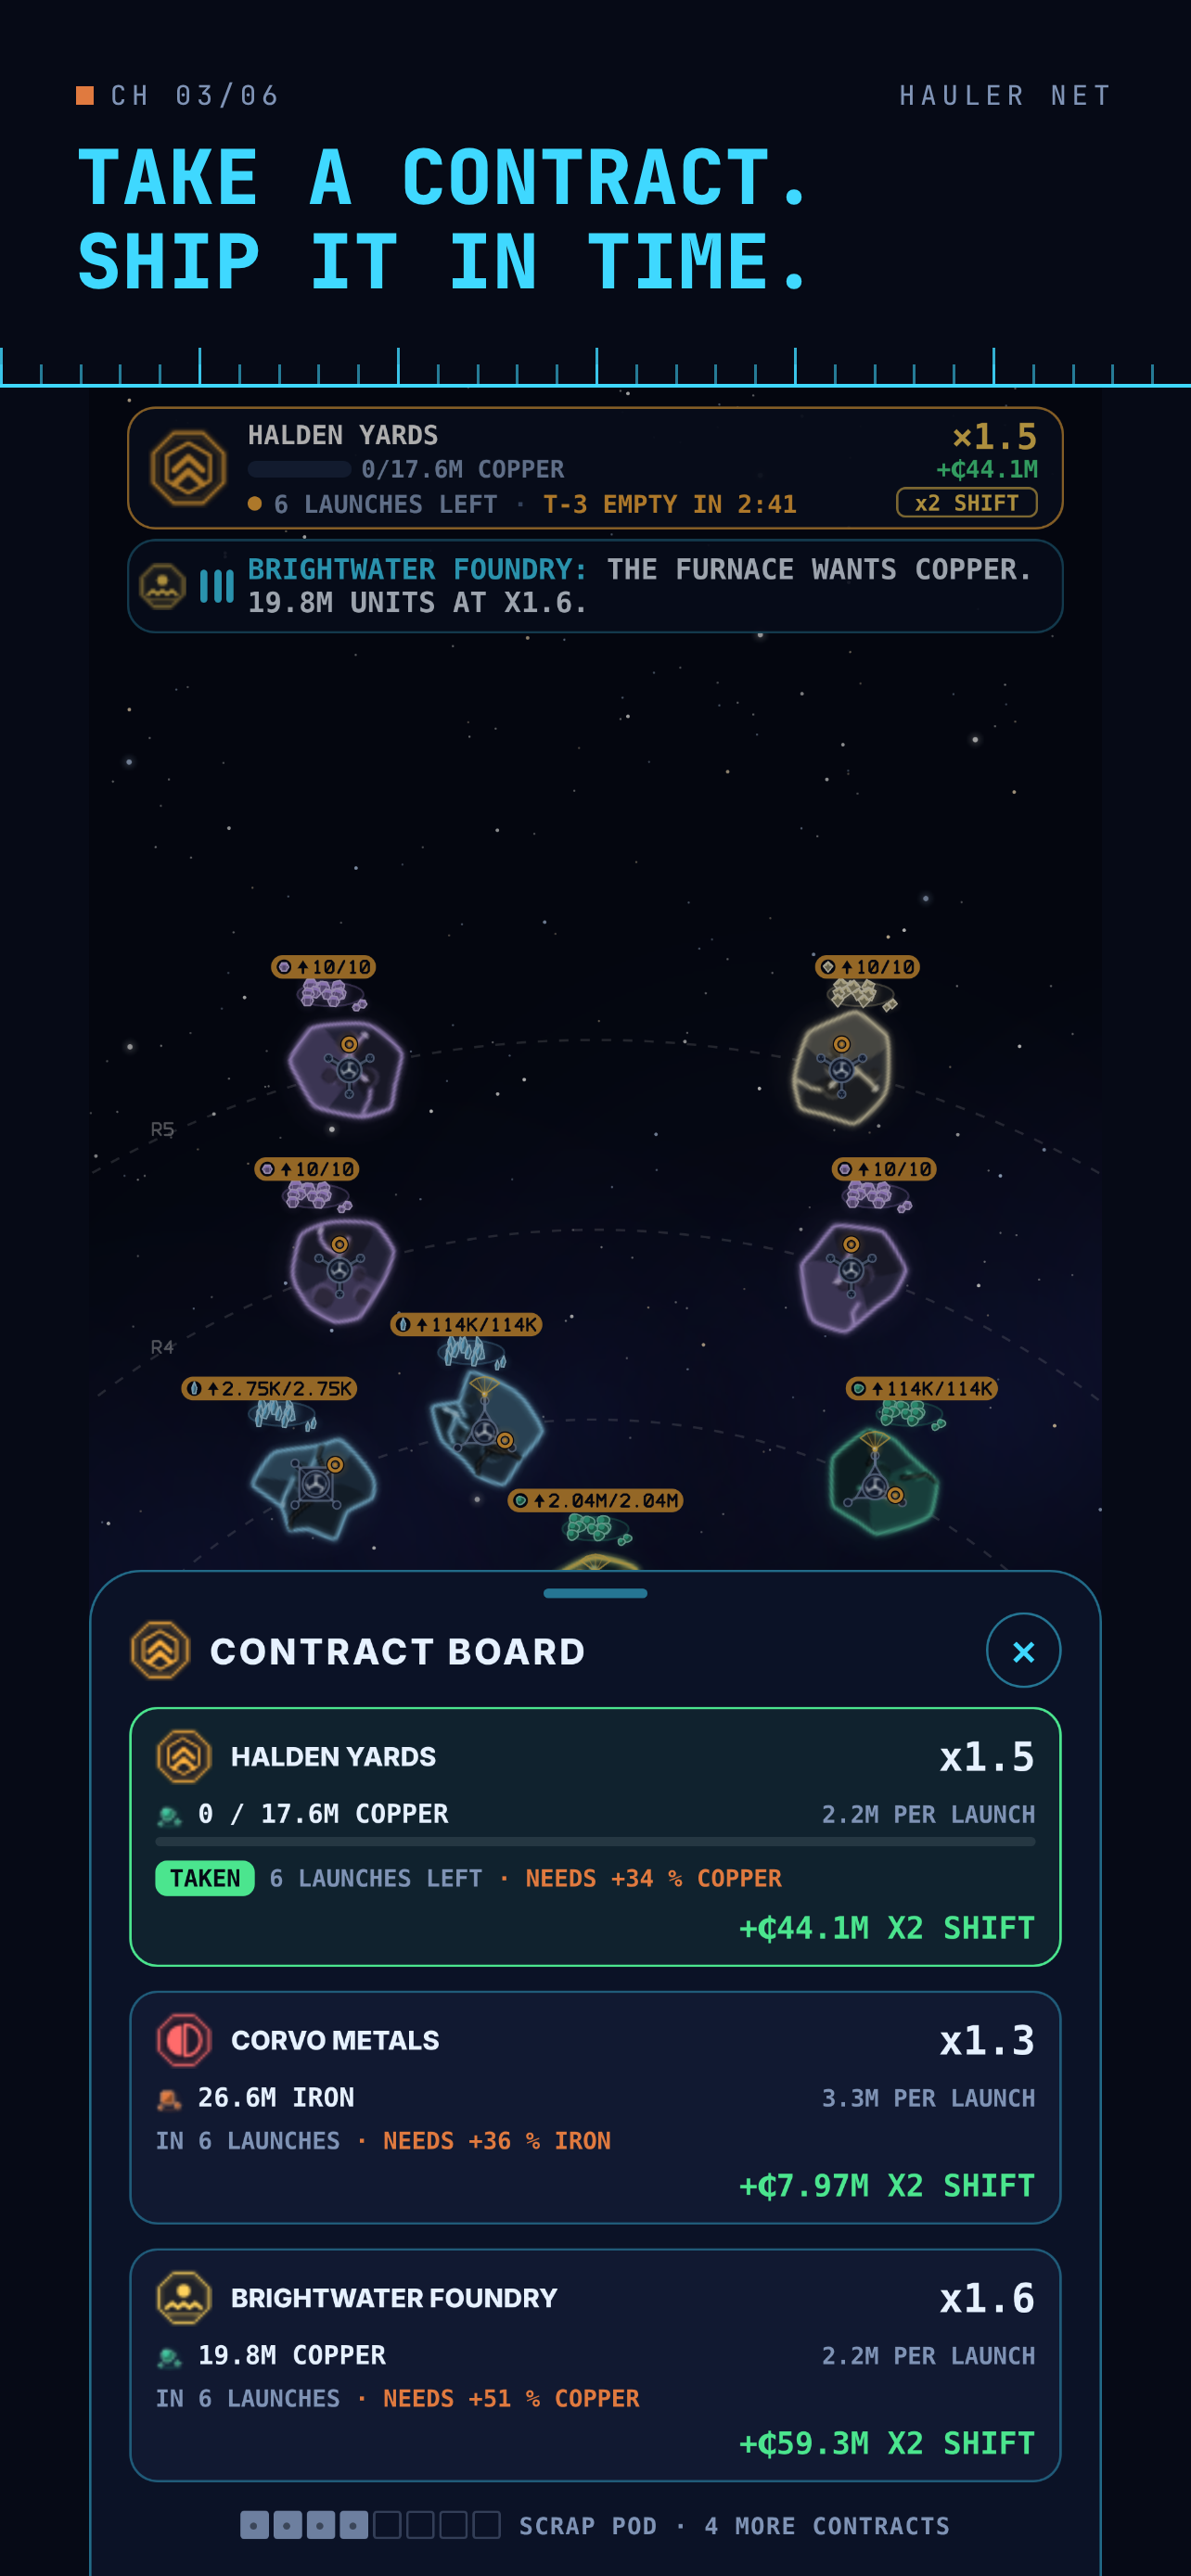 CH 03/06
HAULER NET
TAKE A CONTRACT.
SHIP IT IN TIME.
HALDEN YARDS
×1.5
0/17.6M COPPER
+₵44.1M
6 LAUNCHES LEFT · T-3 EMPTY IN 2:41
x2 SHIFT
BRIGHTWATER FOUNDRY: THE FURNACE WANTS COPPER.
19.8M UNITS AT X1.6.
10/10
10/10
R5
10/10
10/10
114K/114K
R4
2.75K/2.75K
114K/114K
2.04M/2.04M
CONTRACT BOARD
HALDEN YARDS
x1.5
0 / 17.6M COPPER
2.2M PER LAUNCH
TAKEN 6 LAUNCHES LEFT · NEEDS +34 % COPPER
+₵44.1M X2 SHIFT
CORVO METALS
x1.3
26.6M IRON
3.3M PER LAUNCH
IN 6 LAUNCHES · NEEDS +36 % IRON
+₵7.97M X2 SHIFT
BRIGHTWATER FOUNDRY
x1.6
19.8M COPPER
2.2M PER LAUNCH
IN 6 LAUNCHES · NEEDS +51 % COPPER
+₵59.3M X2 SHIFT
SCRAP POD · 4 MORE CONTRACTS